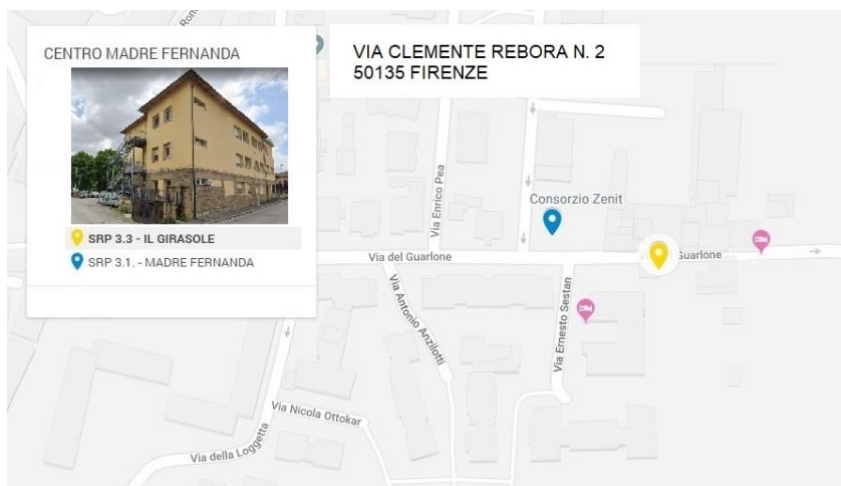 CENTRO MADRE FERNANDA
SRP 3.3 - IL GIRASOLE
SRP 3.1. - MADRE FERNANDA
VIA CLEMENTE REBORA N. 2
50135 FIRENZE
Via Enrico Pea
Consorzio Zenit
Via del Guarlone
Guarlone
Via Antonio Anzilotti
Via Ernesto Sestan
Via Nicola Ottokar
Via della Loggetta